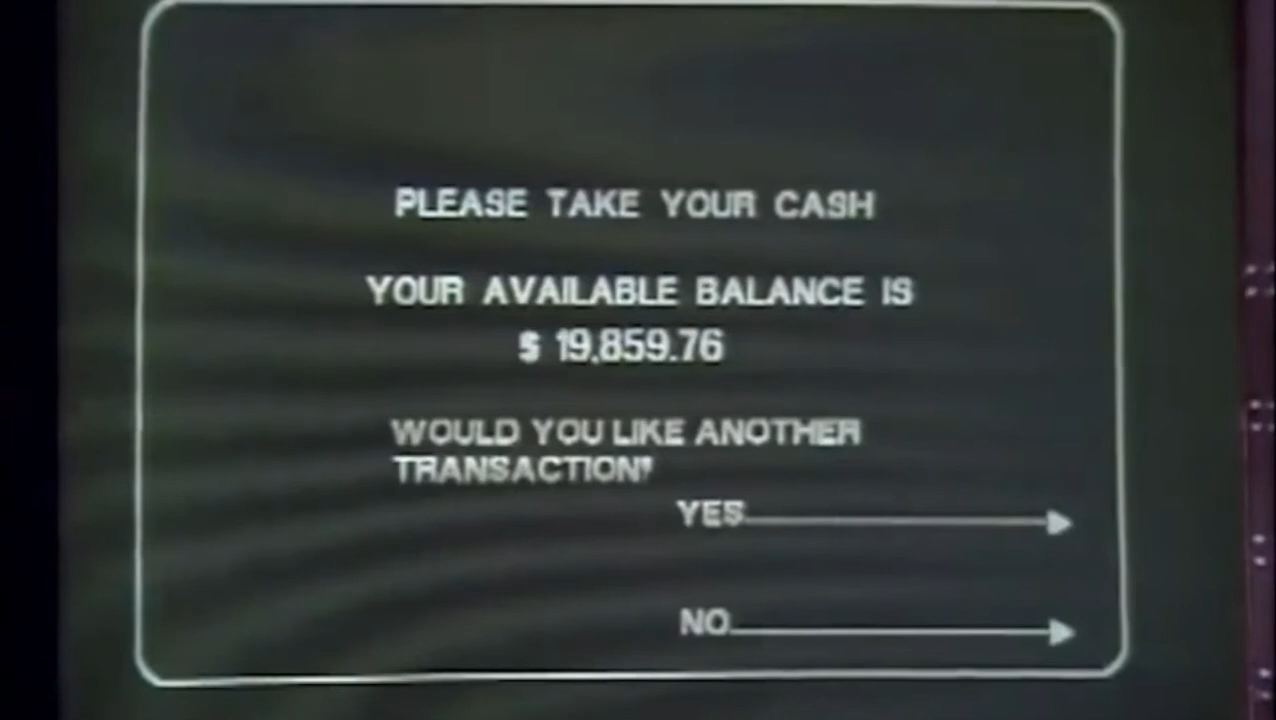 PLEASE TAKE YOUR CASH
YOUR AVAILABLE BALANCE IS
$ 19,859.76
WOULD YOU LIKE ANOTHER
TRANSACTION?
YES
NO